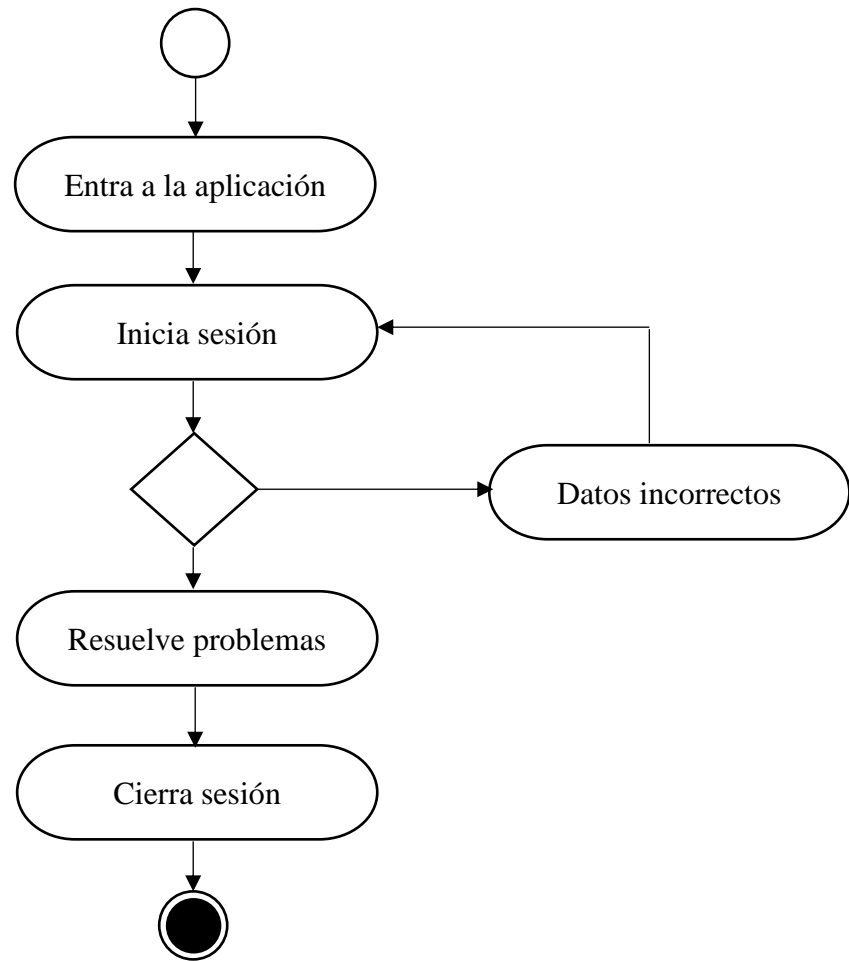 Entra a la aplicación
Inicia sesión
Datos incorrectos
Resuelve problemas
Cierra sesión